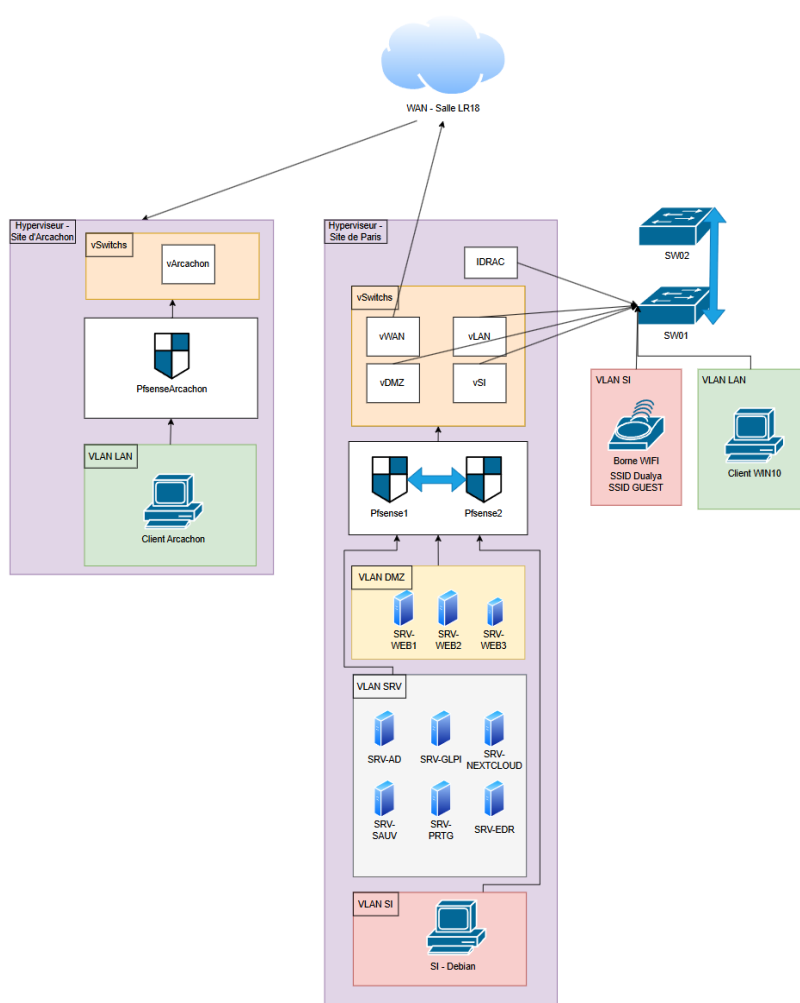 WAN - Salle LR18
Hyperviseur -
Site d'Arcachon
vSwitchs
vArcachon
PfsenseArcachon
VLAN LAN
Client Arcachon
Hyperviseur -
Site de Paris
IDRAC
vSwitchs
vWAN
vLAN
vDMZ
vSI
Pfsense1
Pfsense2
VLAN DMZ
SRV-
WEB1
SRV-
WEB2
SRV-
WEB3
VLAN SRV
SRV-AD
SRV-GLPI
SRV-
NEXTCLOUD
SRV-
SAUV
SRV-
PRTG
SRV-EDR
VLAN SI
SI - Debian
SW02
SW01
VLAN SI
Borne WIFI
SSID Dualya
SSID GUEST
VLAN LAN
Client WIN10